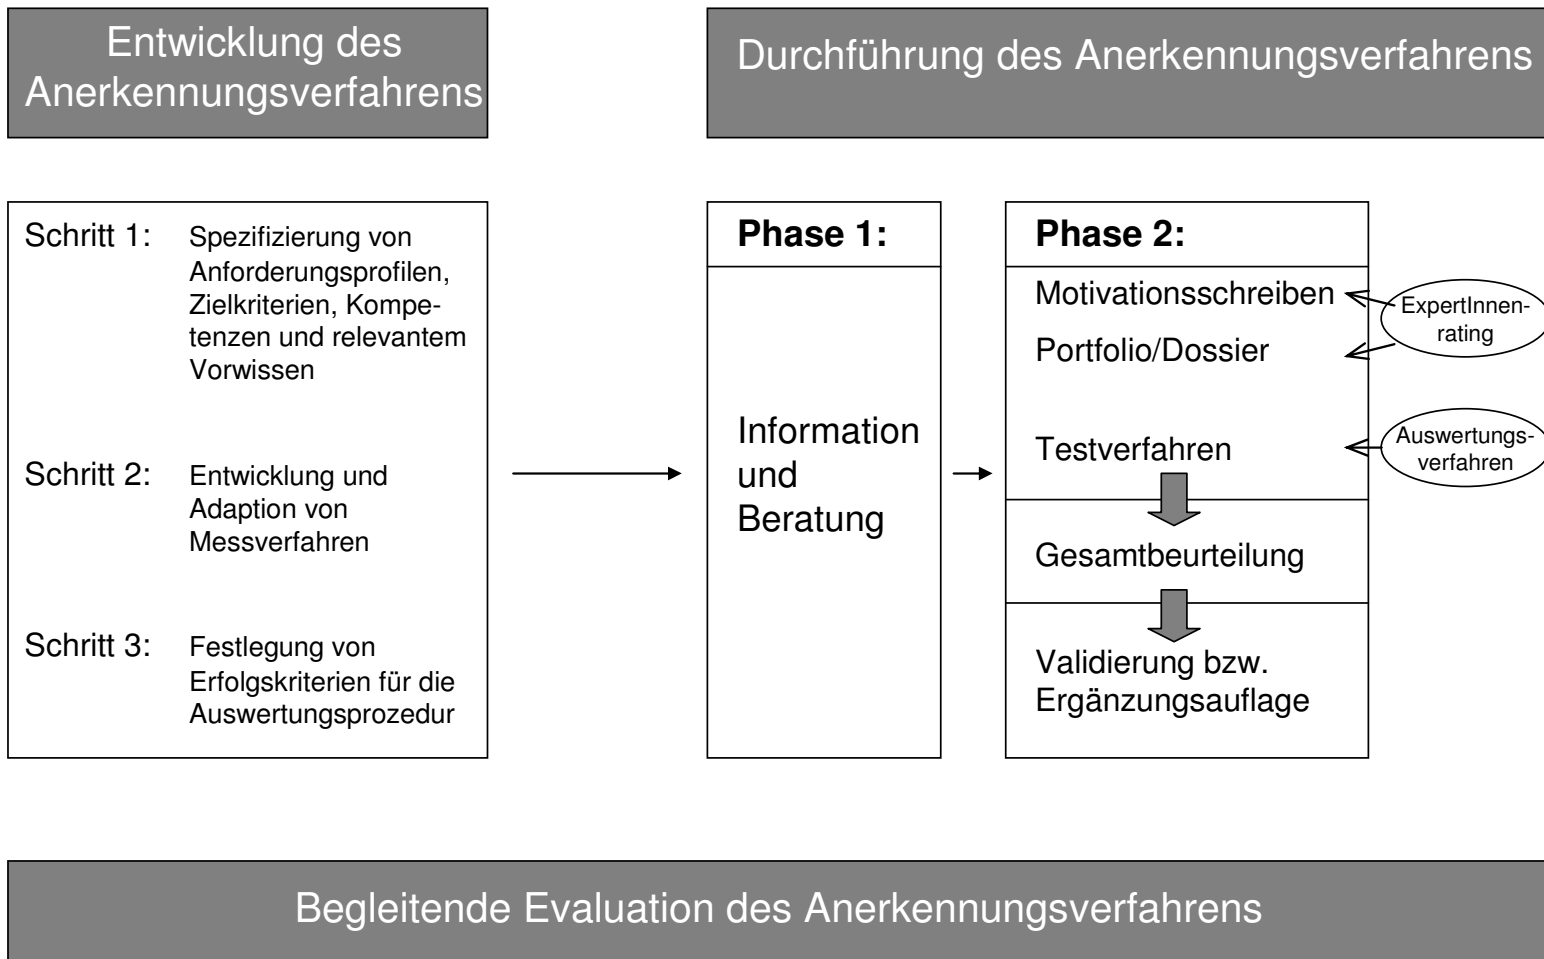 Entwicklung des
Anerkennungsverfahrens
Durchführung des Anerkennungsverfahrens
Schritt 1: Spezifizierung von
Anforderungsprofilen,
Zielkriterien, Kompe-
tenzen und relevantem
Vorwissen
Schritt 2: Entwicklung und
Adaption von
Messverfahren
Schritt 3: Festlegung von
Erfolgskriterien für die
Auswertungsprozedur
Phase 1:
Information
und
Beratung
Phase 2:
Motivationsschreiben
Portfolio/Dossier
Testverfahren
Gesamtbeurteilung
Validierung bzw.
Ergänzungsauflage
ExpertInnen-
rating
Auswertungs-
verfahren
Begleitende Evaluation des Anerkennungsverfahrens